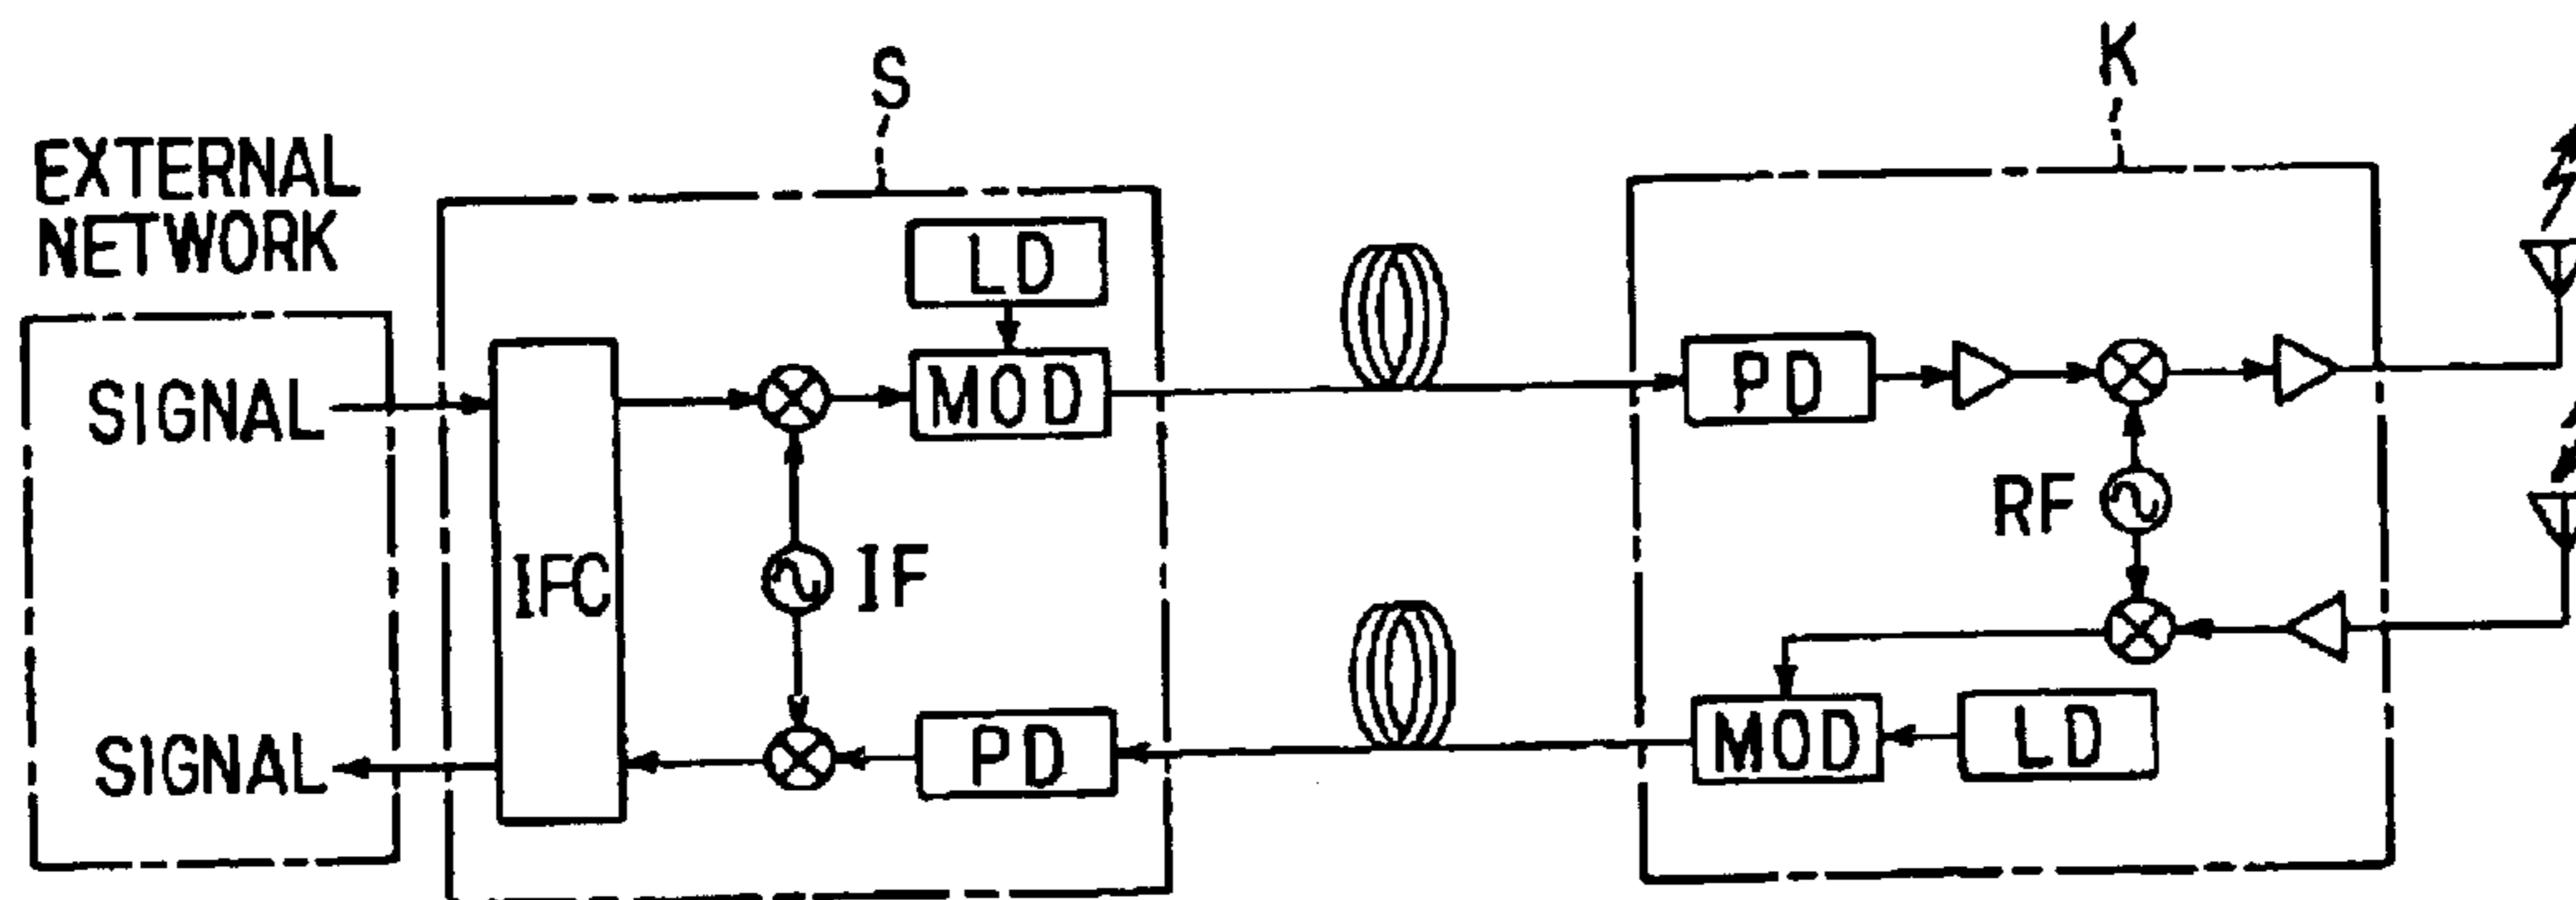 S
K
EXTERNAL
NETWORK
LD
SIGNAL
MOD
PD
RF
IFC
IF
SIGNAL
PD
MOD
LD